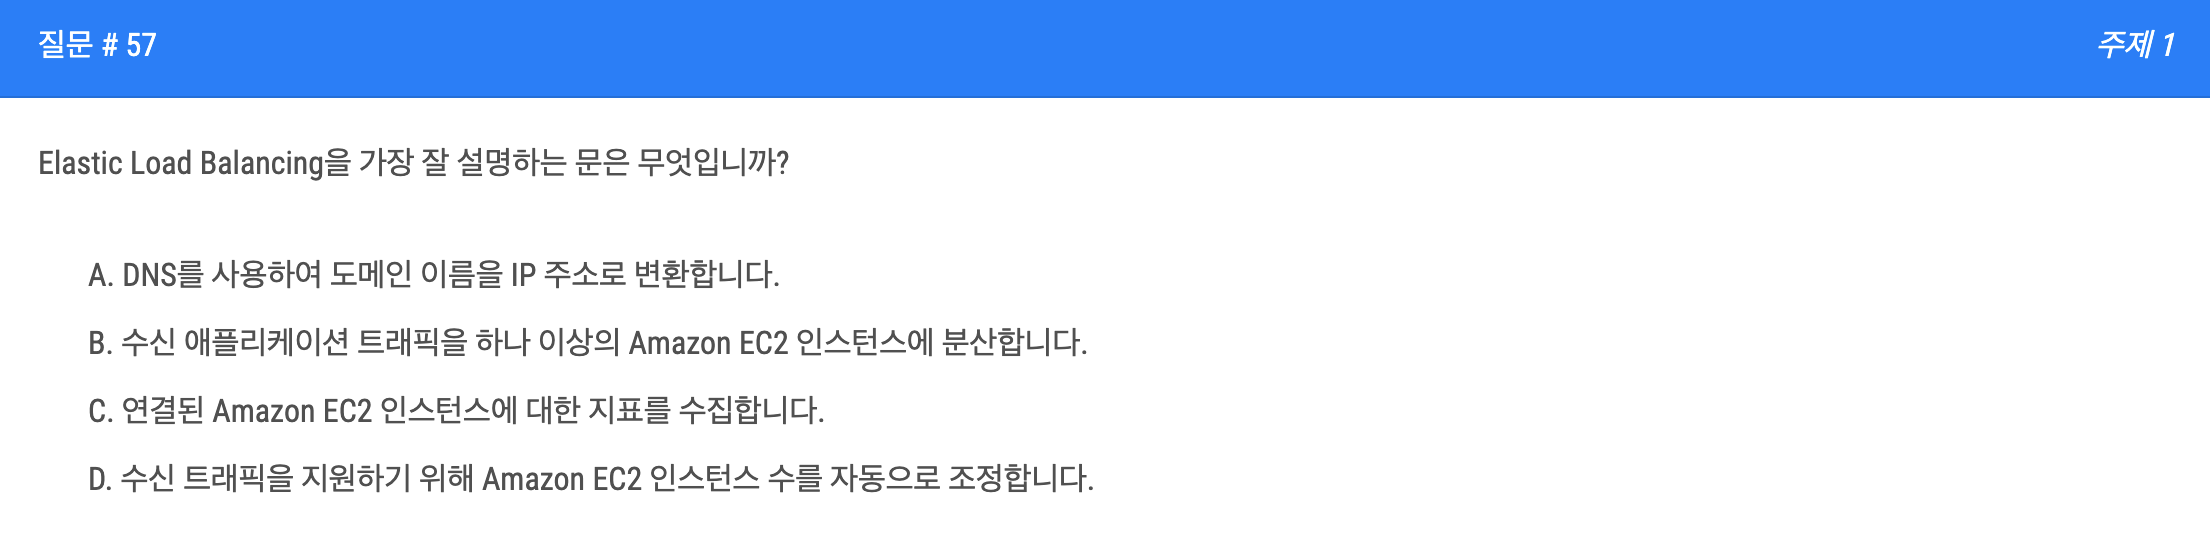 질문 # 57
주제 1
Elastic Load Balancing을 가장 잘 설명하는 문은 무엇입니까?
A. DNS를 사용하여 도메인 이름을 IP 주소로 변환합니다.
B. 수신 애플리케이션 트래픽을 하나 이상의 Amazon EC2 인스턴스에 분산합니다.
C. 연결된 Amazon EC2 인스턴스에 대한 지표를 수집합니다.
D. 수신 트래픽을 지원하기 위해 Amazon EC2 인스턴스 수를 자동으로 조정합니다.